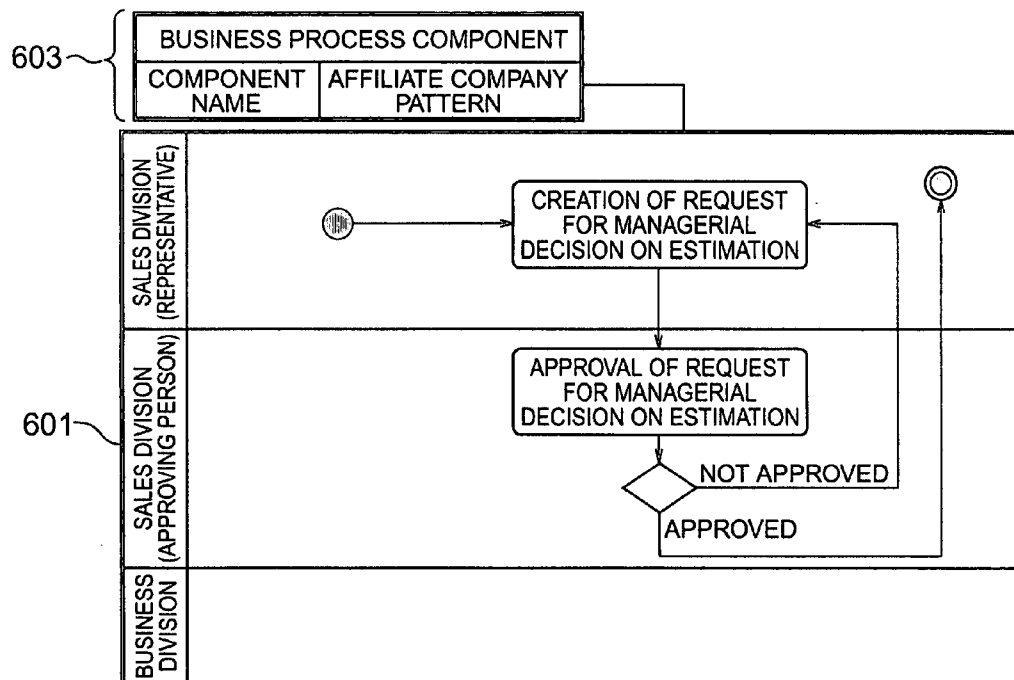 603
BUSINESS PROCESS COMPONENT
COMPONENT
NAME
AFFILIATE COMPANY
PATTERN
SALES DIVISION
(REPRESENTATIVE)
CREATION OF REQUEST
FOR MANAGERIAL
DECISION ON ESTIMATION
601
SALES DIVISION
(APPROVING PERSON)
APPROVAL OF REQUEST
FOR MANAGERIAL
DECISION ON ESTIMATION
NOT APPROVED
APPROVED
BUSINESS
DIVISION